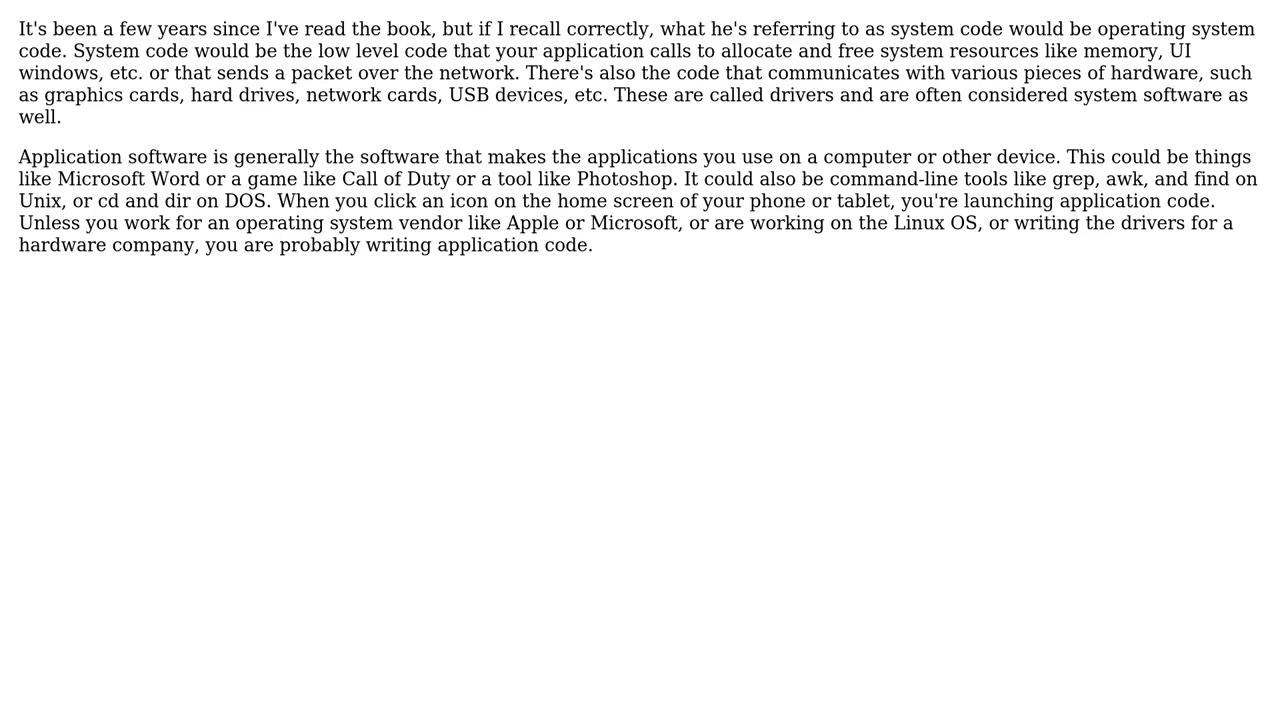 It's been a few years since I've read the book, but if I recall correctly, what he's referring to as system code would be operating system
code. System code would be the low level code that your application calls to allocate and free system resources like memory, UI
windows, etc. or that sends a packet over the network. There's also the code that communicates with various pieces of hardware, such
as graphics cards, hard drives, network cards, USB devices, etc. These are called drivers and are often considered system software as
well.
Application software is generally the software that makes the applications you use on a computer or other device. This could be things
like Microsoft Word or a game like Call of Duty or a tool like Photoshop. It could also be command-line tools like grep, awk, and find on
Unix, or cd and dir on DOS. When you click an icon on the home screen of your phone or tablet, you're launching application code.
Unless you work for an operating system vendor like Apple or Microsoft, or are working on the Linux OS, or writing the drivers for a
hardware company, you are probably writing application code.